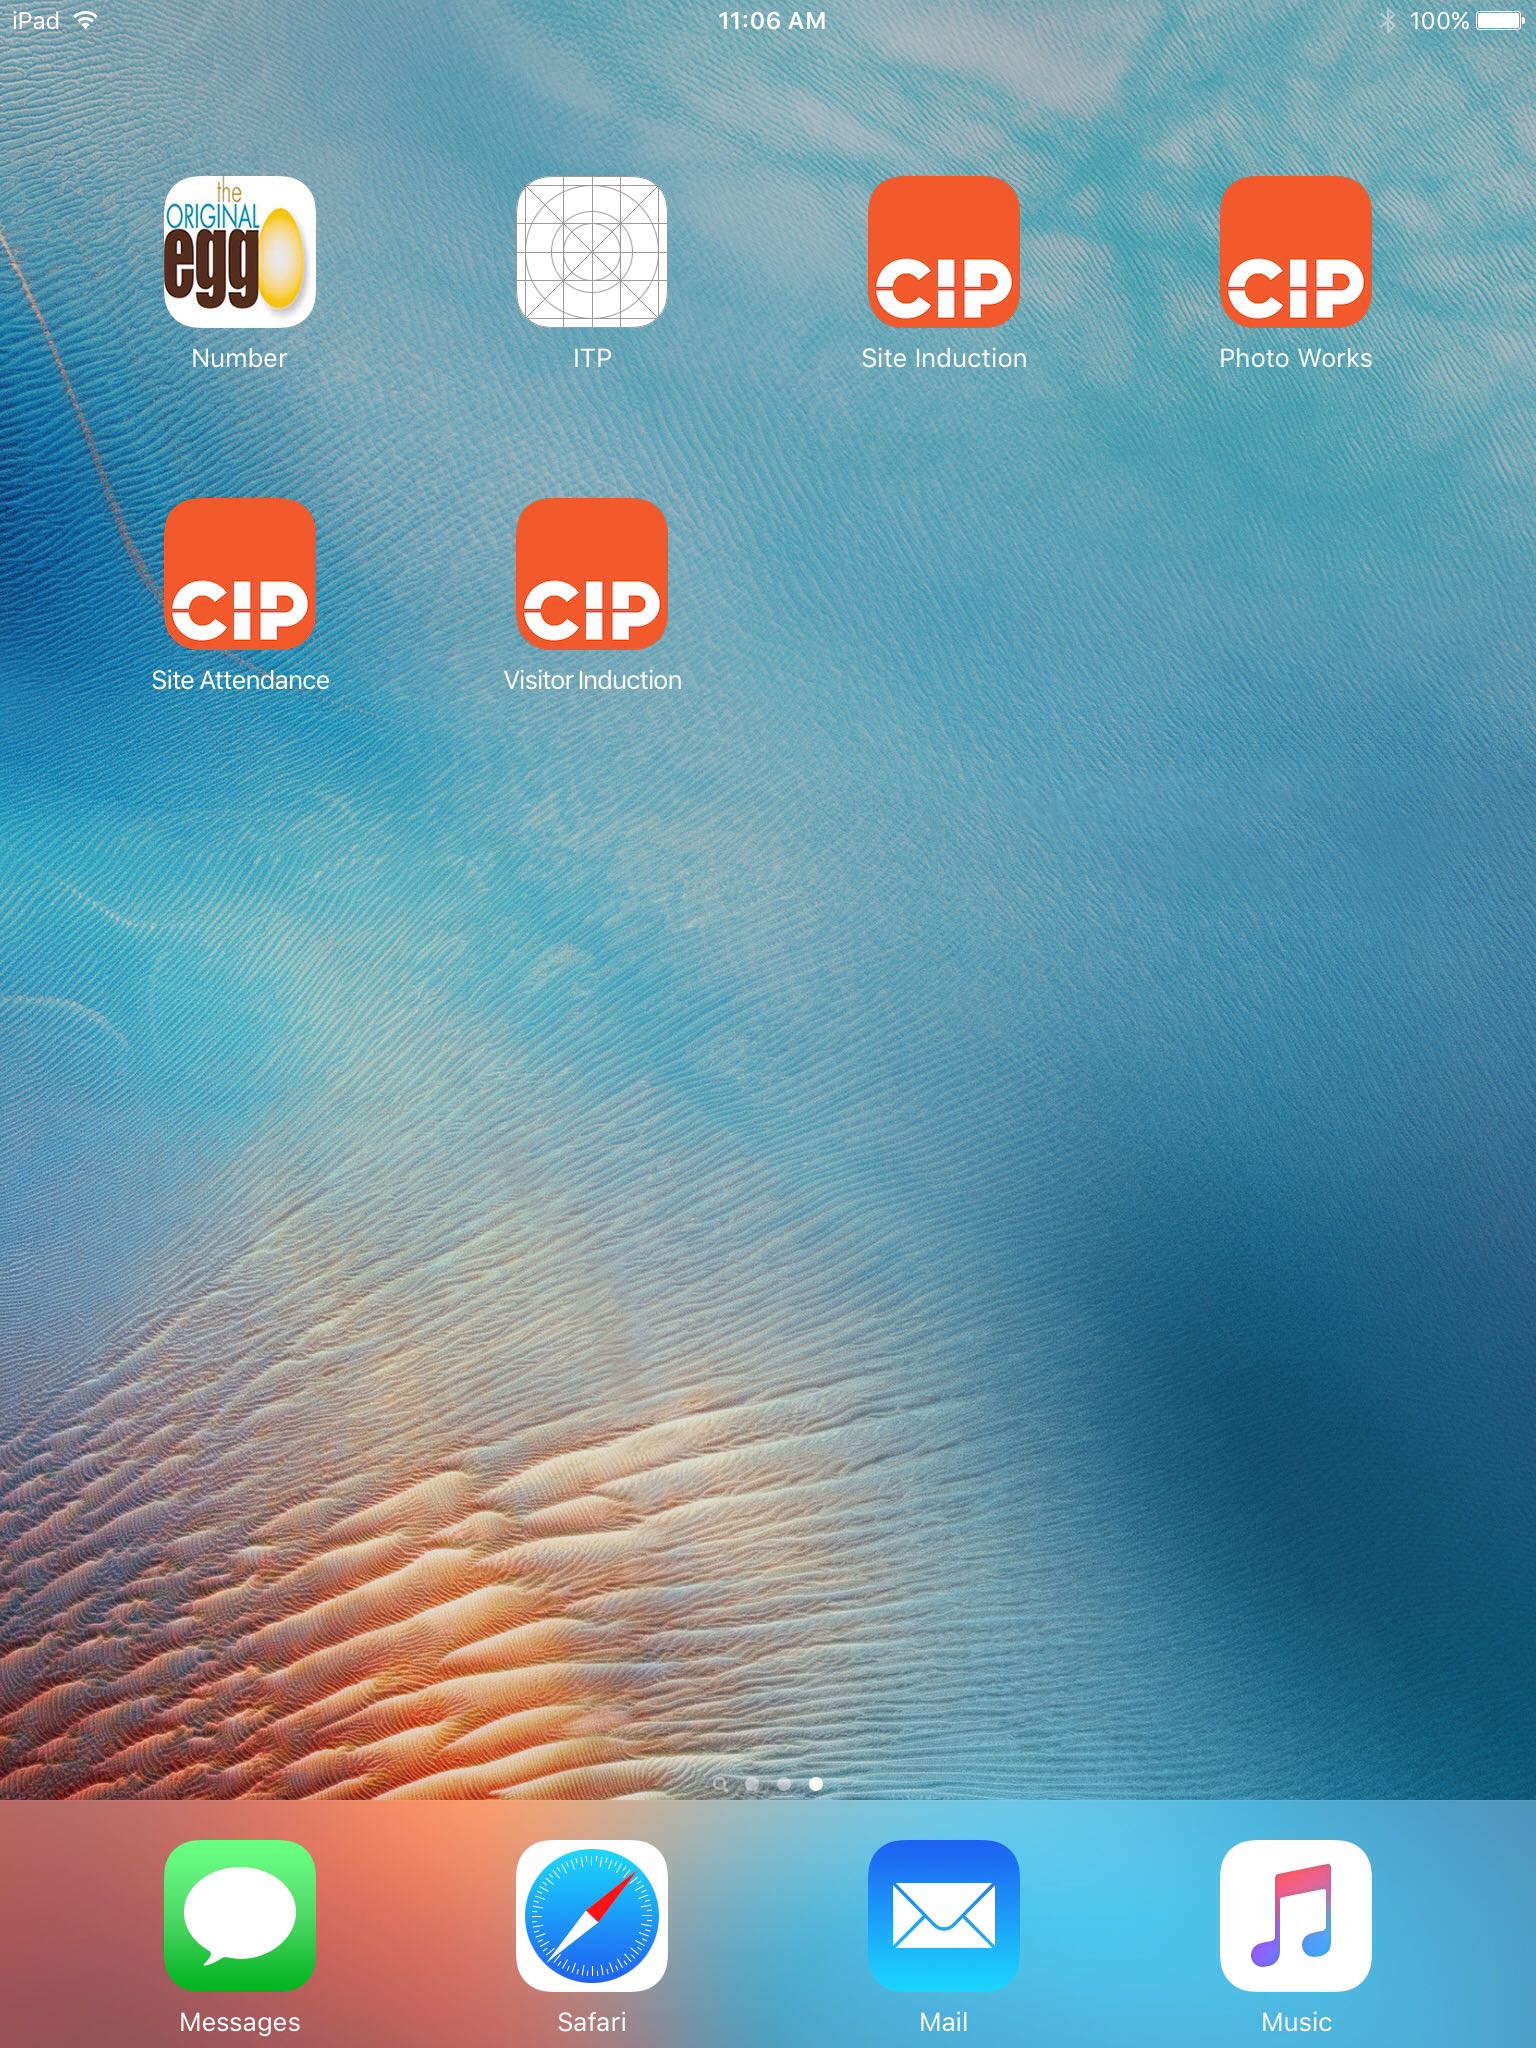 iPad
11:06 AM
100%
the
ORIGINAL
eggO
Number
ITP
CIP
Site Induction
CIP
Photo Works
CIP
Site Attendance
CIP
Visitor Induction
Messages
Safari
Mail
Music